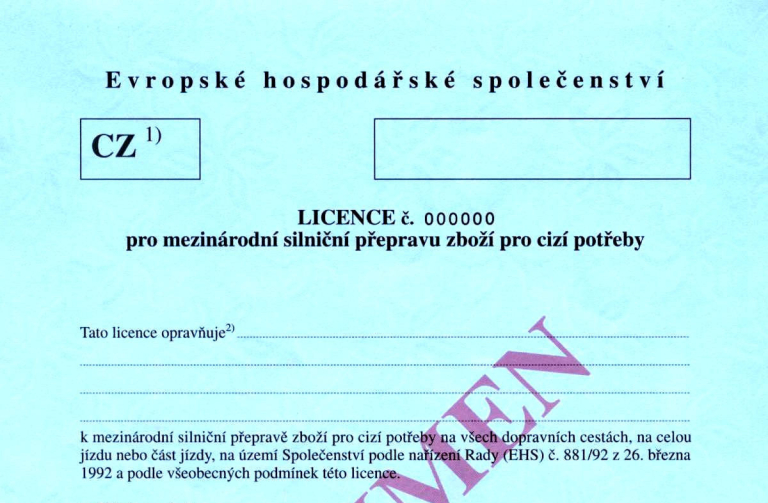 Evropské hospodářské společenství
CZ 1)
LICENCE č. 000000
pro mezinárodní silniční přepravu zboží pro cizí potřeby
Tato licence opravňuje2)
k mezinárodní silniční přepravě zboží pro cizí potřeby na všech dopravních cestách, na celou
jízdu nebo část jízdy, na území Společenství podle nařízení Rady (EHS) č. 881/92 z 26. března
1992 a podle všeobecných podmínek této licence.